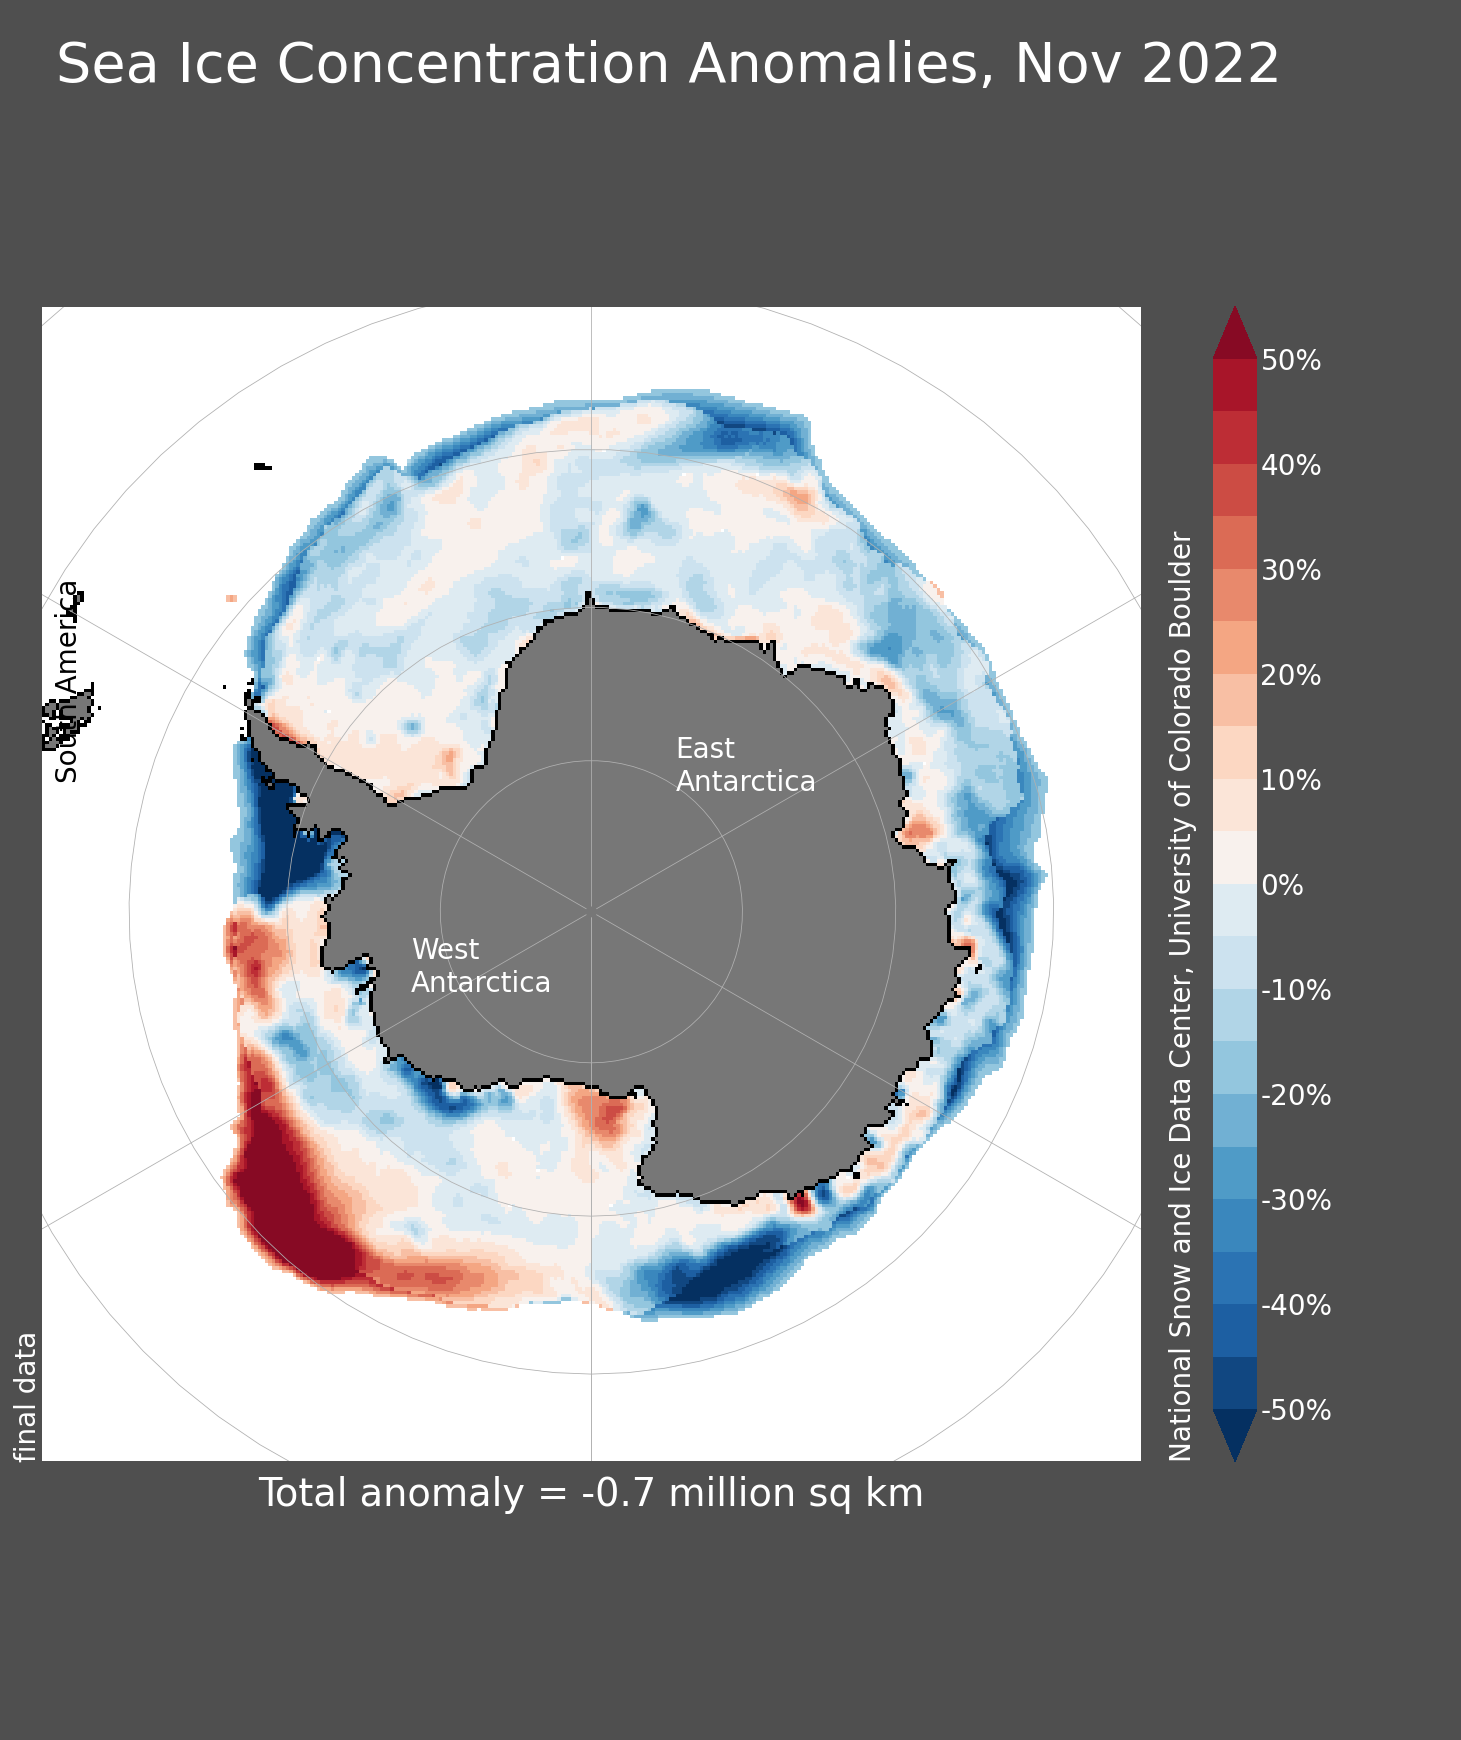 Sea Ice Concentration Anomalies, Nov 2022
South America
East
Antarctica
West
Antarctica
final data
National Snow and Ice Data Center, University of Colorado Boulder
50%
40%
30%
20%
10%
0%
-10%
-20%
-30%
-40%
-50%
Total anomaly = -0.7 million sq km